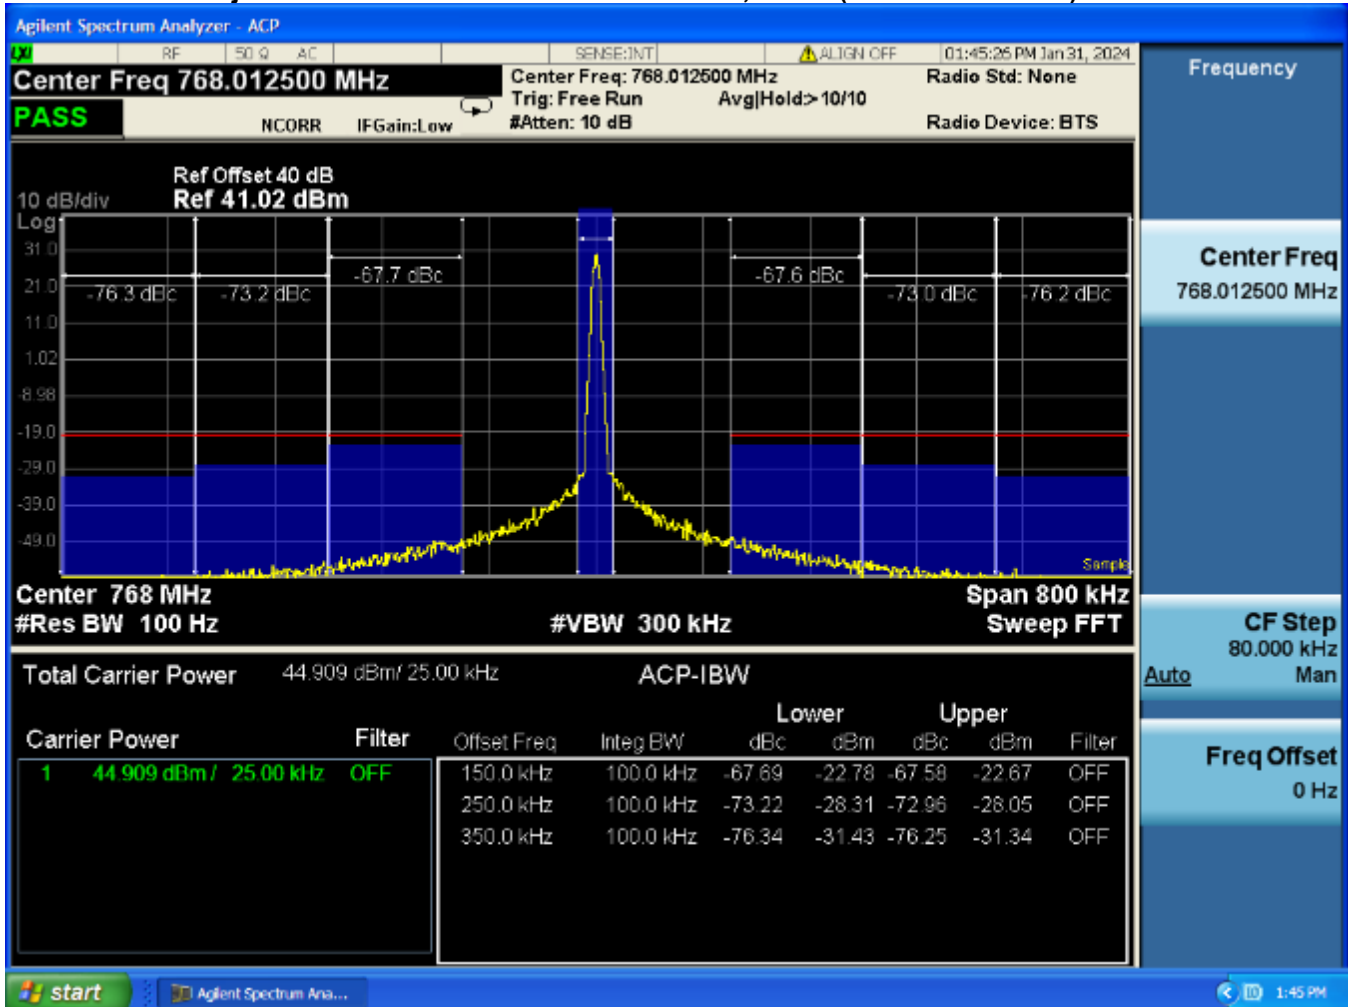 Agilent Spectrum Analyzer - ACP
LXI RF 50 Ω AC SENSE:INT ALIGN OFF 01:45:26 PM Jan 31, 2024
Center Freq 768.012500 MHz
Center Freq: 768.012500 MHz
Radio Std: None
Trig: Free Run Avg|Hold:> 10/10
PASS
NCORR IFGain:Low
#Atten: 10 dB
Radio Device: BTS
Frequency
Ref Offset 40 dB
10 dB/div Ref 41.02 dBm
Log
31.0
21.0
11.0
1.02
-8.98
-19.0
-29.0
-39.0
-49.0
-76.3 dBc -73.2 dBc -67.7 dBc -67.6 dBc -73.0 dBc -76.2 dBc
Sample
Center 768 MHz Span 800 kHz
#Res BW 100 Hz #VBW 300 kHz Sweep FFT
Center Freq
768.012500 MHz
CF Step
80.000 kHz
Auto Man
Freq Offset
0 Hz
Total Carrier Power 44.909 dBm/ 25.00 kHz ACP-IBW
Lower Upper
Carrier Power Filter Offset Freq Integ BW dBc dBm dBc dBm Filter
1 44.909 dBm / 25.00 kHz OFF 150.0 kHz 100.0 kHz -67.69 -22.78 -67.58 -22.67 OFF
250.0 kHz 100.0 kHz -73.22 -28.31 -72.96 -28.05 OFF
350.0 kHz 100.0 kHz -76.34 -31.43 -76.25 -31.34 OFF
start Agilent Spectrum Ana... 1:45 PM